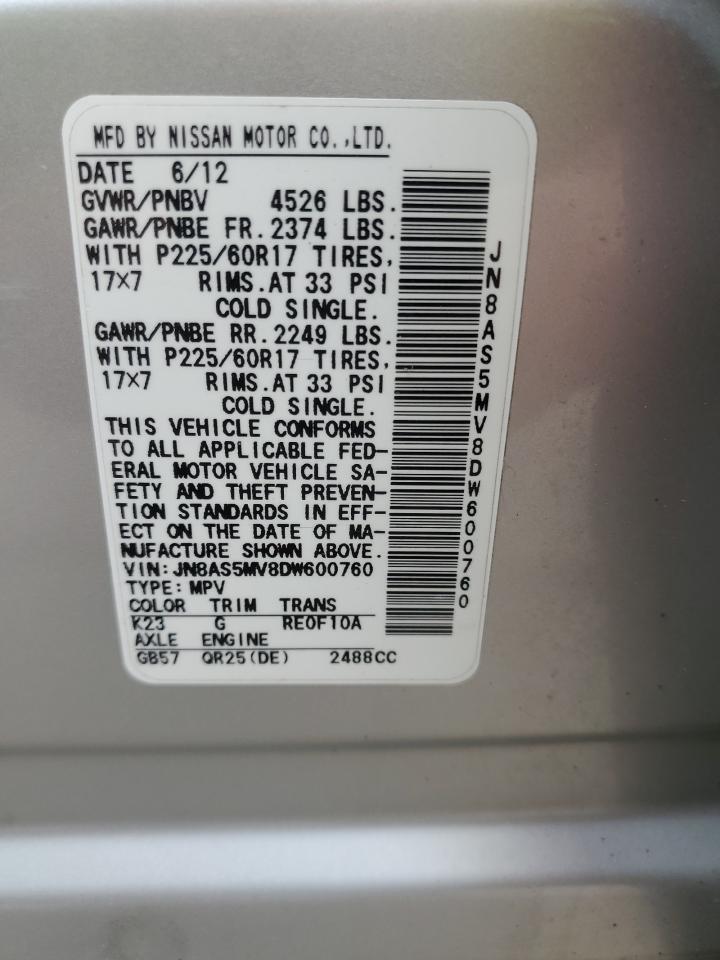 MFD BY NISSAN MOTOR CO.,LTD.
DATE 6/12
GVWR/PNBV 4526 LBS.
GAWR/PNBE FR. 2374 LBS.
WITH P225/60R17 TIRES,
17×7 RIMS.AT 33 PSI
COLD SINGLE.
GAWR/PNBE RR. 2249 LBS.
WITH P225/60R17 TIRES,
17×7 RIMS.AT 33 PSI
COLD SINGLE.
THIS VEHICLE CONFORMS
TO ALL APPLICABLE FED-
ERAL MOTOR VEHICLE SA-
FETY AND THEFT PREVEN-
TION STANDARDS IN EFF-
ECT ON THE DATE OF MA-
NUFACTURE SHOWN ABOVE.
VIN: JN8AS5MV8DW600760
TYPE: MPV
COLOR TRIM TRANS
K23 G RE0F10A
AXLE ENGINE
GB57 QR25(DE) 2488CC
JN8AS5MV8DW600760